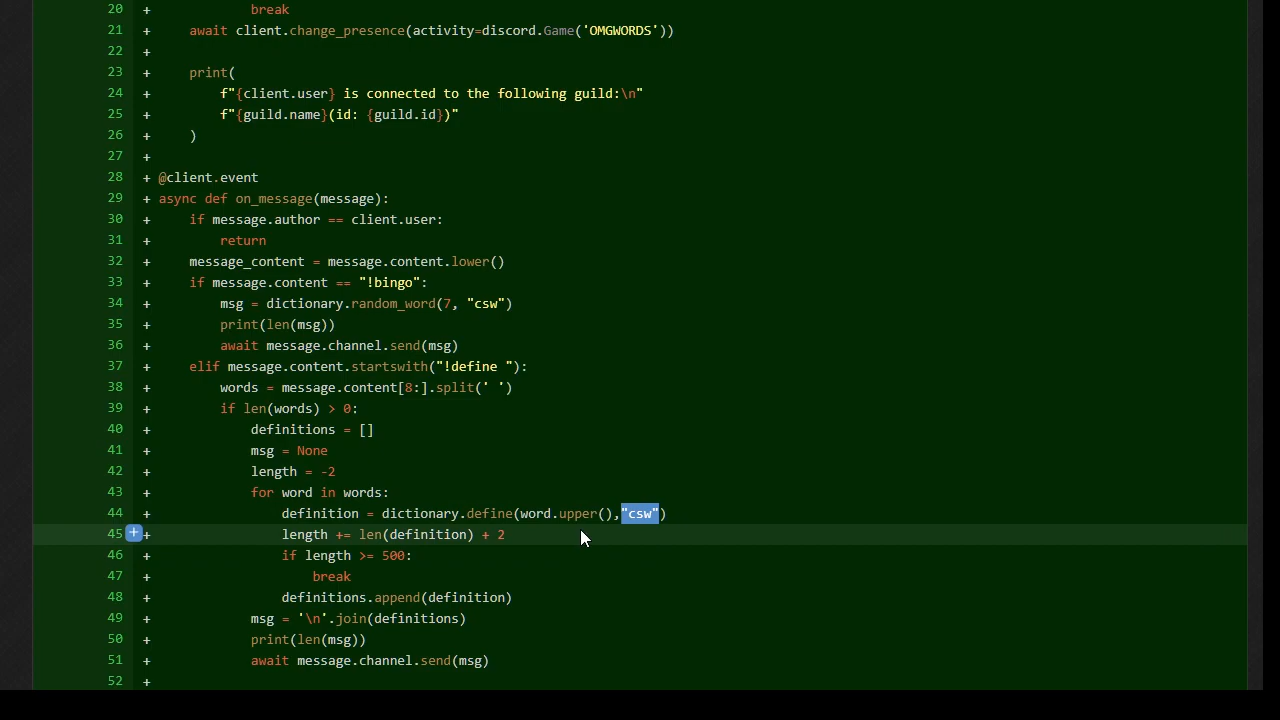 20 + break
21 + await client.change_presence(activity=discord.Game('OMGWORDS'))
22 +
23 + print(
24 + f"{client.user} is connected to the following guild:\n"
25 + f"{guild.name}(id: {guild.id})"
26 + )
27 +
28 + @client.event
29 + async def on_message(message):
30 + if message.author == client.user:
31 + return
32 + message_content = message.content.lower()
33 + if message.content == "!bingo":
34 + msg = dictionary.random_word(7, "csw")
35 + print(len(msg))
36 + await message.channel.send(msg)
37 + elif message.content.startswith("!define "):
38 + words = message.content[8:].split(' ')
39 + if len(words) > 0:
40 + definitions = []
41 + msg = None
42 + length = -2
43 + for word in words:
44 + definition = dictionary.define(word.upper(),"csw")
45 + length += len(definition) + 2
46 + if length >= 500:
47 + break
48 + definitions.append(definition)
49 + msg = '\n'.join(definitions)
50 + print(len(msg))
51 + await message.channel.send(msg)
52 +